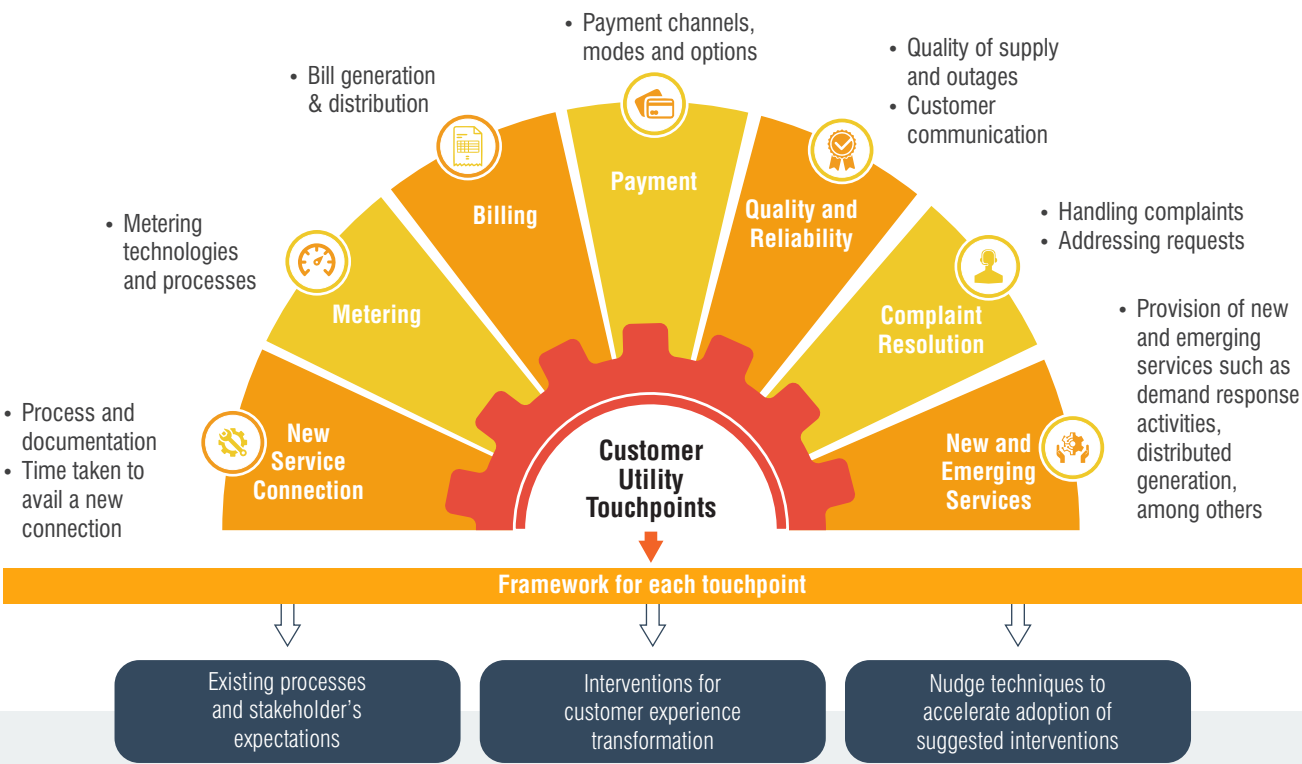 • Payment channels,
modes and options
• Bill generation
& distribution
• Quality of supply
and outages
• Customer
communication
• Metering
technologies
and processes
• Handling complaints
• Addressing requests
• Process and
documentation
• Time taken to
avail a new
connection
• Provision of new
and emerging
services such as
demand response
activities,
distributed
generation,
among others
New
Service
Connection
Metering
Billing
Payment
Quality and
Reliability
Complaint
Resolution
New and
Emerging
Services
Customer
Utility
Touchpoints
Framework for each touchpoint
Existing processes
and stakeholder’s
expectations
Interventions for
customer experience
transformation
Nudge techniques to
accelerate adoption of
suggested interventions